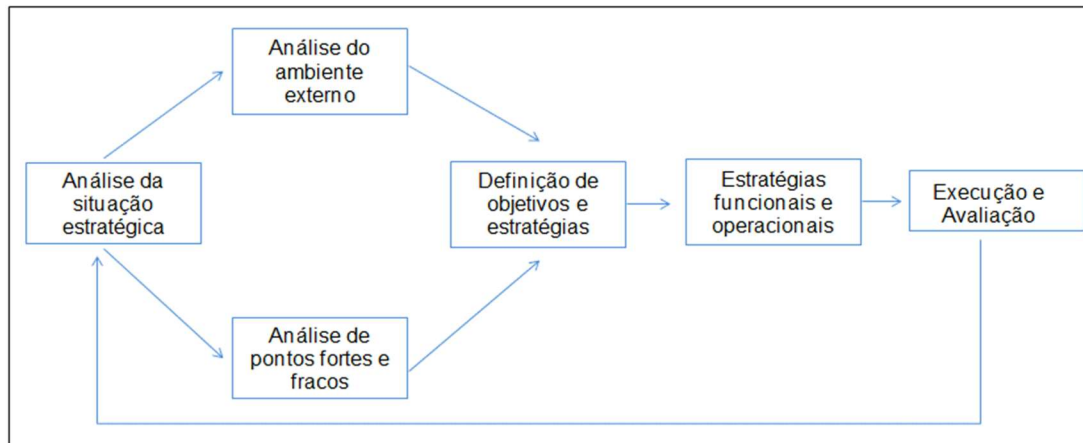 Análise do
ambiente
externo
Análise da
situação
estratégica
Definição de
objetivos e
estratégias
Estratégias
funcionais e
operacionais
Execução e
Avaliação
Análise de
pontos fortes e
fracos